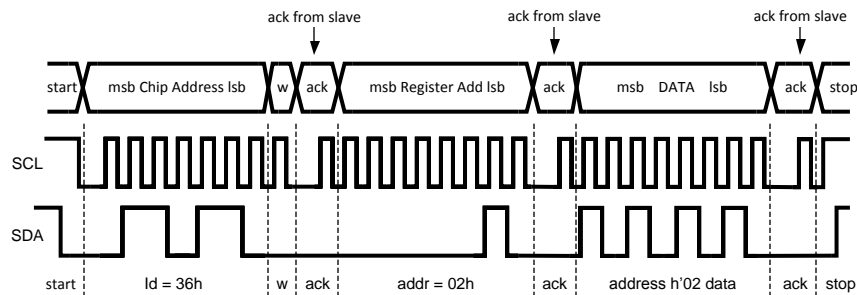 ack from slave ack from slave ack from slave
start msb Chip Address lsb w ack msb Register Add lsb ack msb DATA lsb ack stop
SCL
SDA
start Id = 36h w ack addr = 02h ack address h'02 data ack stop